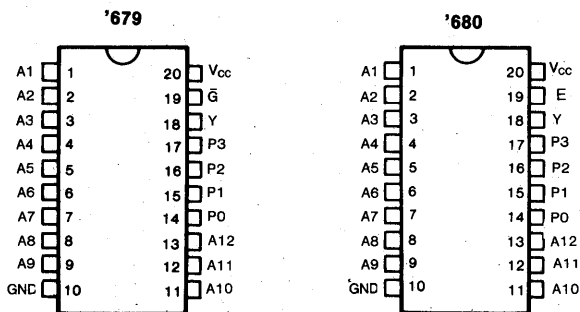 '679 '680
A1 1 20 Vcc A1 1 20 Vcc
A2 2 19 G̅ A2 2 19 E
A3 3 18 Y A3 3 18 Y
A4 4 17 P3 A4 4 17 P3
A5 5 16 P2 A5 5 16 P2
A6 6 15 P1 A6 6 15 P1
A7 7 14 P0 A7 7 14 P0
A8 8 13 A12 A8 8 13 A12
A9 9 12 A11 A9 9 12 A11
GND 10 11 A10 GND 10 11 A10